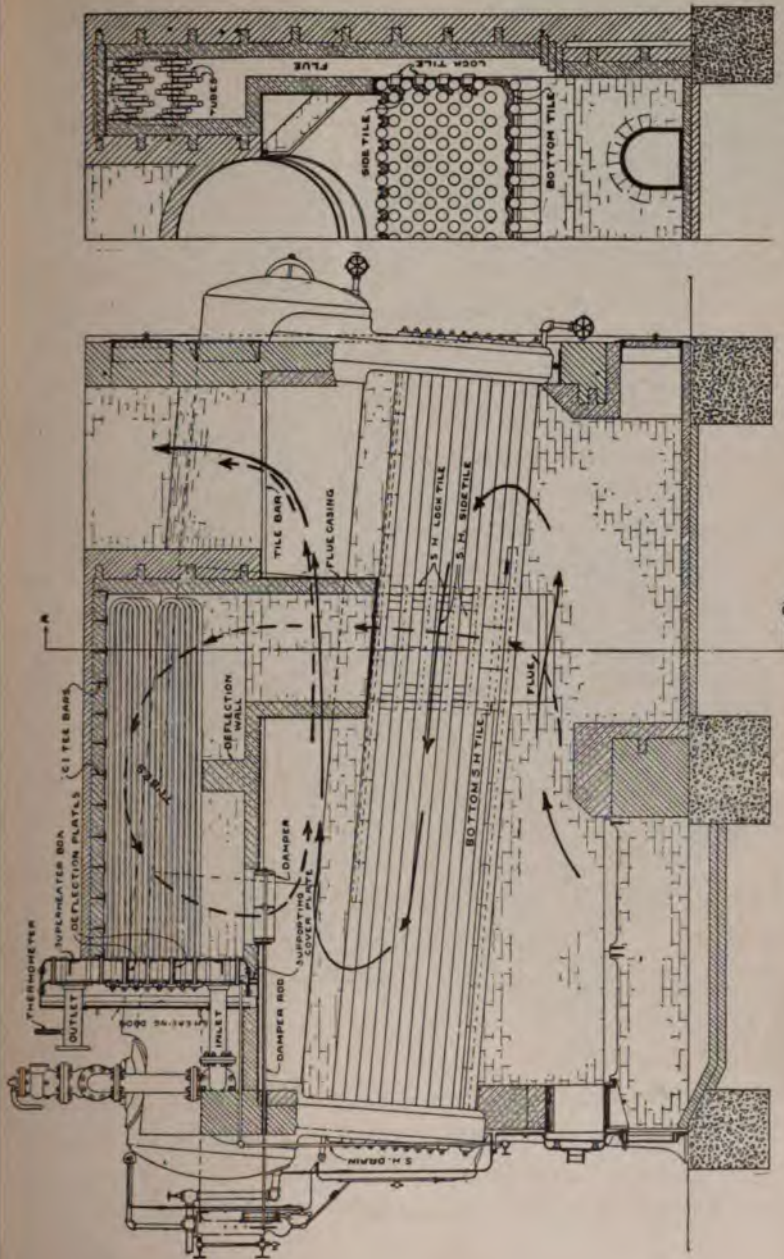 TUBES
FLUE
LOCK TILE
SIDE TILE
BOTTOM TILE
THERMOMETER
SUPERHEATER BOX
DEFLECTION PLATES
C I TEE BARS
A
OUTLET
INLET
TUBES
DEFLECTION
WALL
DAMPER
SUPPORTING
COVER PLATE
DAMPER ROD
TILE BAR
FLUE CASING
S H LOCK TILE
S. H. SIDE TILE
BOTTOM S H TILE
FLUE
S. H. DRAIN